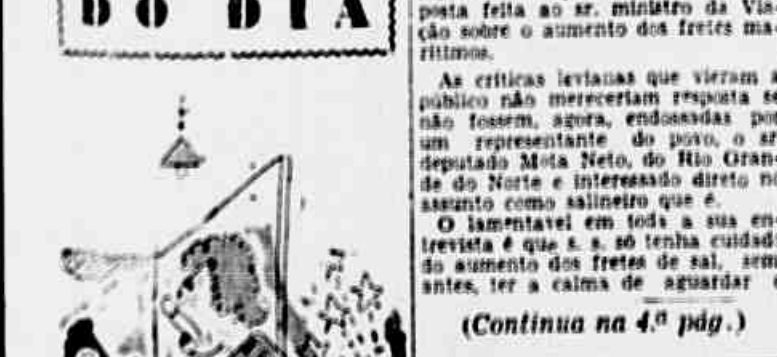 DO DIA
posta feita ao sr. ministro da Via-
ção sobre o aumento dos fretes ma-
ritimos.
As criticas levianas que vieram a
público não mereceriam resposta se
não fossem, agora, endossadas por
um representante do povo, o sr.
deputado Mota Neto, do Rio Gran-
de do Norte e interessado direto no
assunto como salineiro que é.
O lamentavel em toda a sua en-
trevista é que s. s. só tenha cuidad
do aumento dos fretes de sal, sem
antes, ter a calma de aguardar
(Continua na 4.ª pág.)